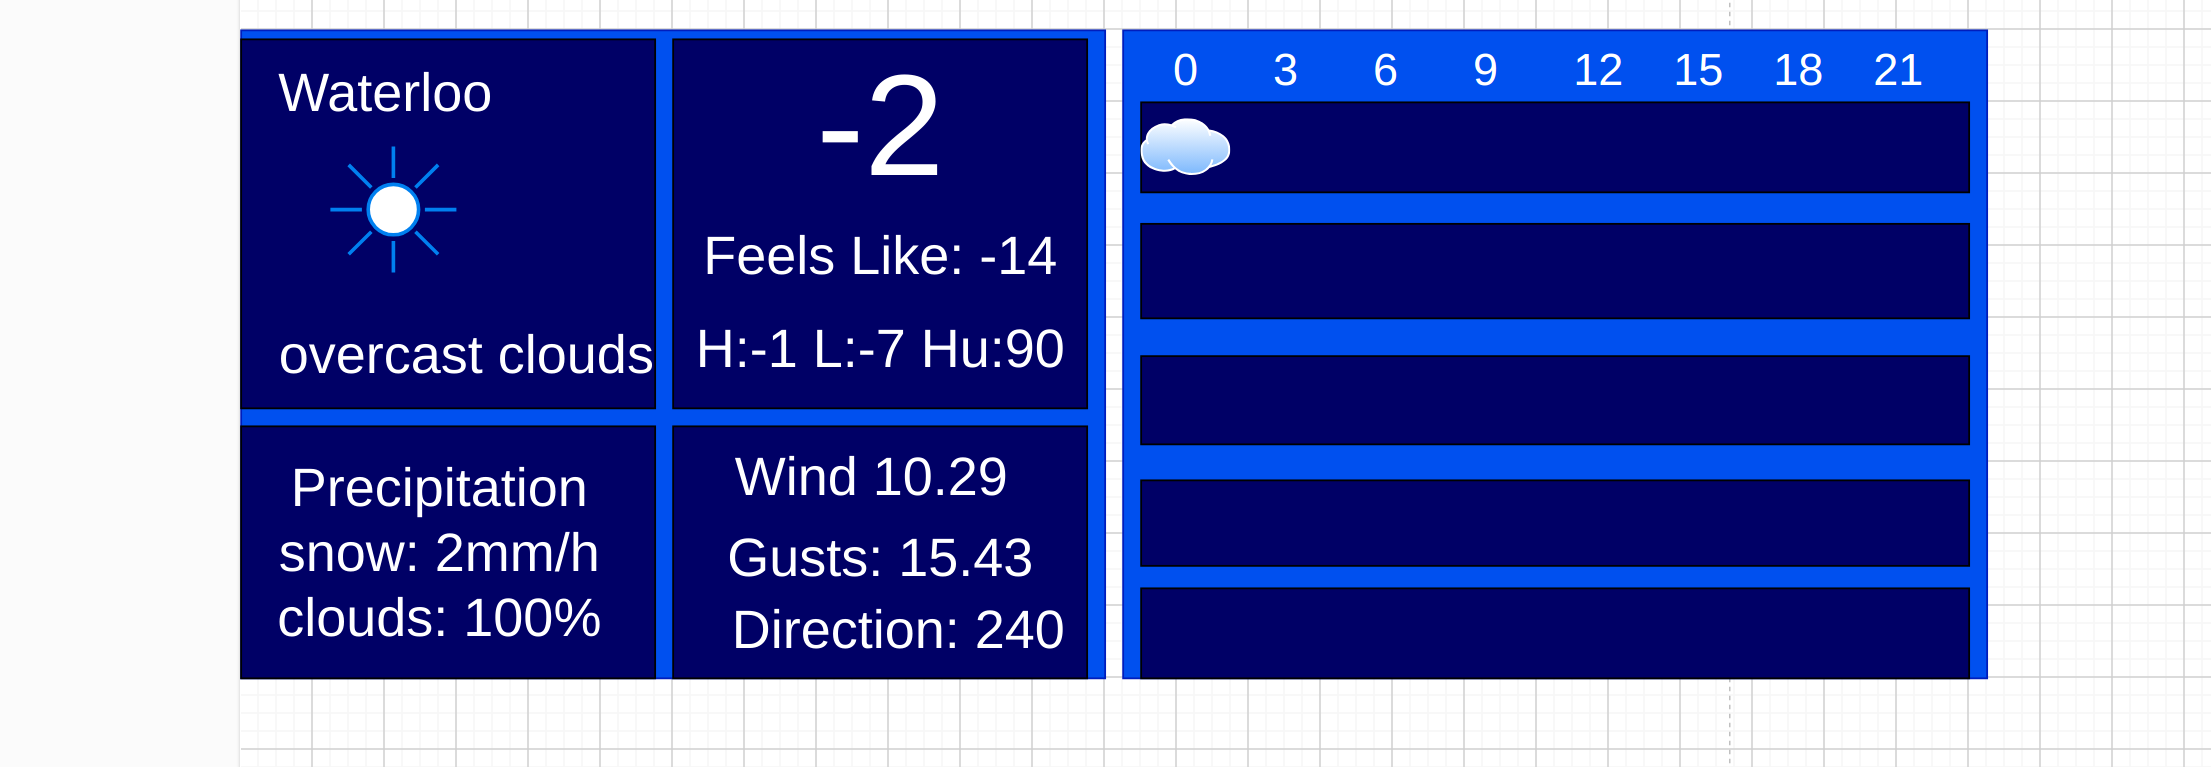 Waterloo
overcast clouds
-2
Feels Like: -14
H:-1 L:-7 Hu:90
Precipitation
snow: 2mm/h
clouds: 100%
Wind 10.29
Gusts: 15.43
Direction: 240
0 3 6 9 12 15 18 21